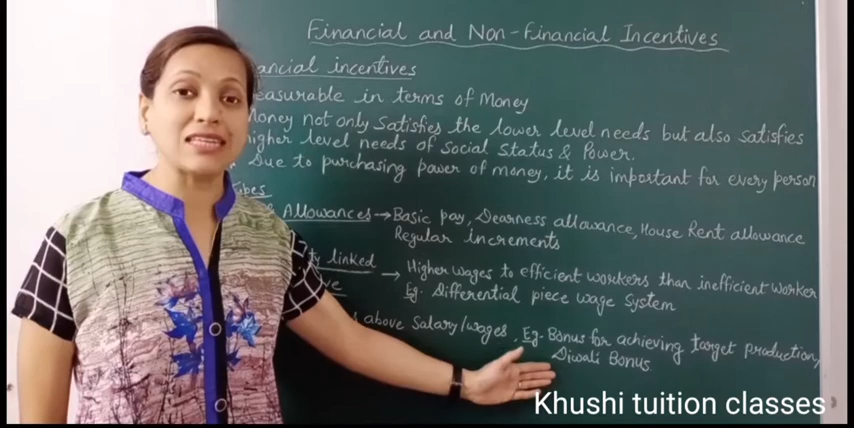 Financial and Non-Financial Incentives
ancial incentives
easurable in terms of Money
Money not only Satisfies the lower level needs but also satisfies
igher level needs of Social Status & Power.
Due to purchasing power of money, it is important for every person
Types
Allowances → Basic pay, Dearness allowance, House Rent allowance
Regular increments
ty linked → Higher wages to efficient workers than inefficient worker
ve Eg. Differential piece wage System
above Salary/wages, Eg- Bonus for achieving target production,
Diwali Bonus
Khushi tuition classes